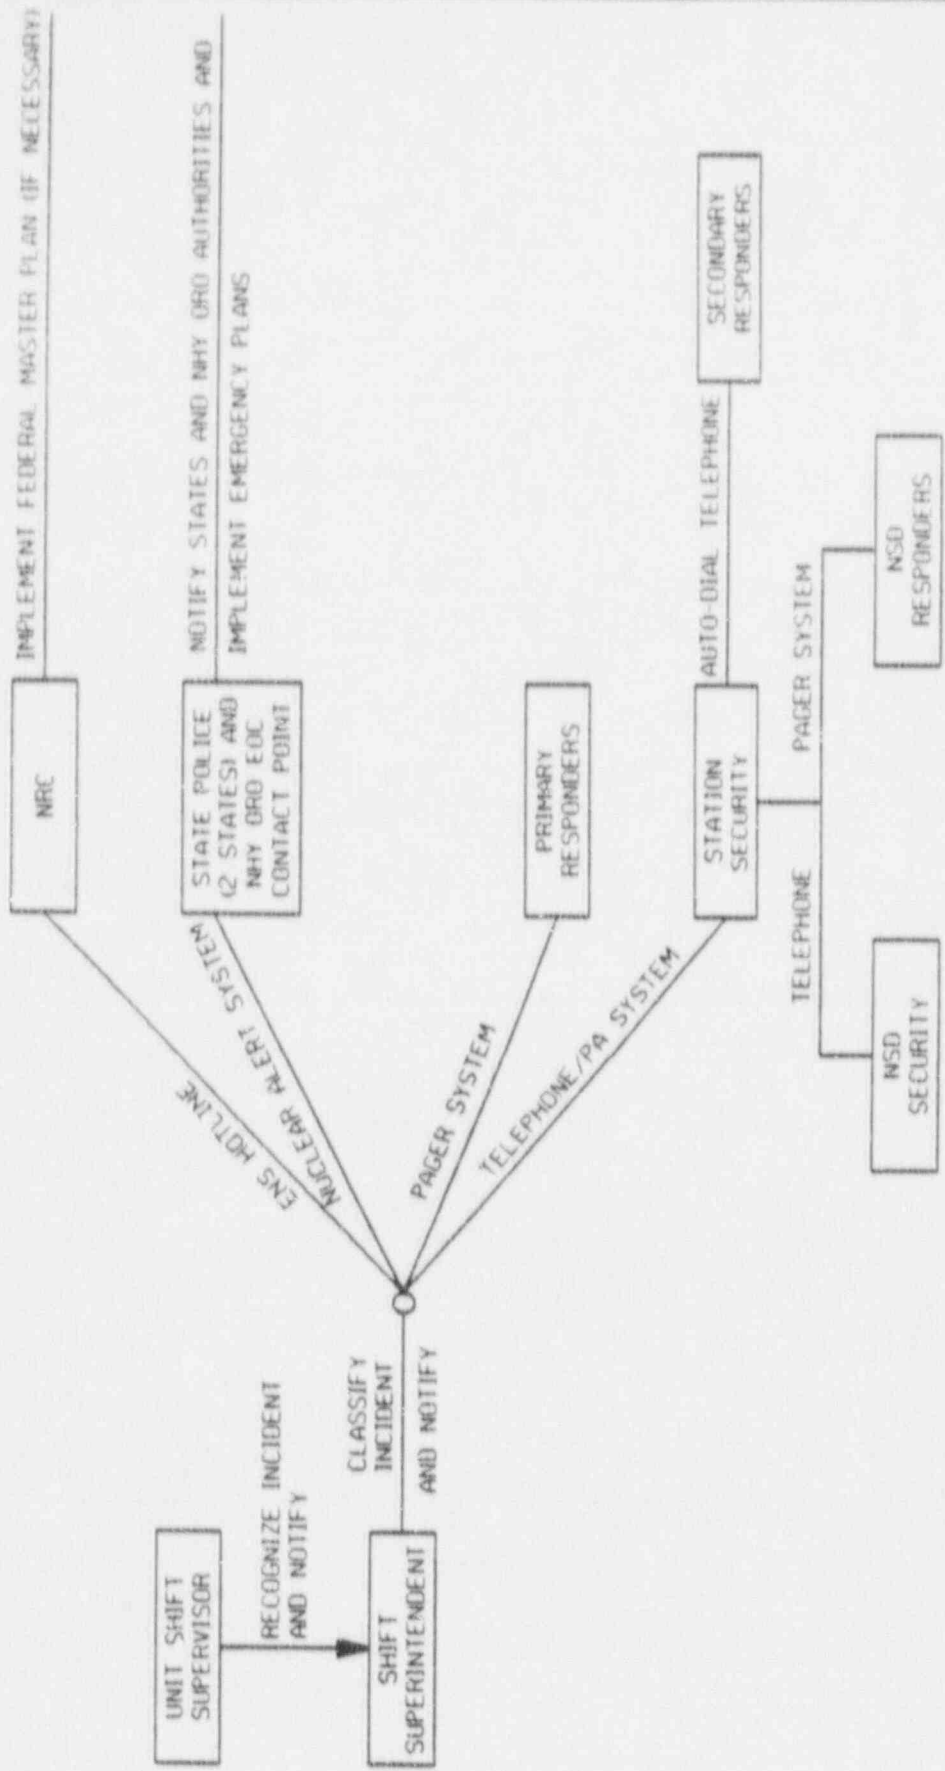 IMPLEMENT FEDERAL MASTER PLAN (IF NECESSARY)
NRC
ENS HOTLINE
NOTIFY STATES AND NHY ORO AUTHORITIES AND
IMPLEMENT EMERGENCY PLANS
STATE POLICE
(2 STATES) AND
NHY ORO EOC
CONTACT POINT
NUCLEAR ALERT SYSTEM
UNIT SHIFT
SUPERVISOR
RECOGNIZE INCIDENT
AND NOTIFY
SHIFT
SUPERINTENDENT
CLASSIFY
INCIDENT
AND NOTIFY
PAGER SYSTEM
PRIMARY
RESPONDERS
TELEPHONE/PA SYSTEM
STATION
SECURITY
AUTO-DIAL TELEPHONE
SECONDARY
RESPONDERS
TELEPHONE
PAGER SYSTEM
NSD
SECURITY
NSD
RESPONDERS